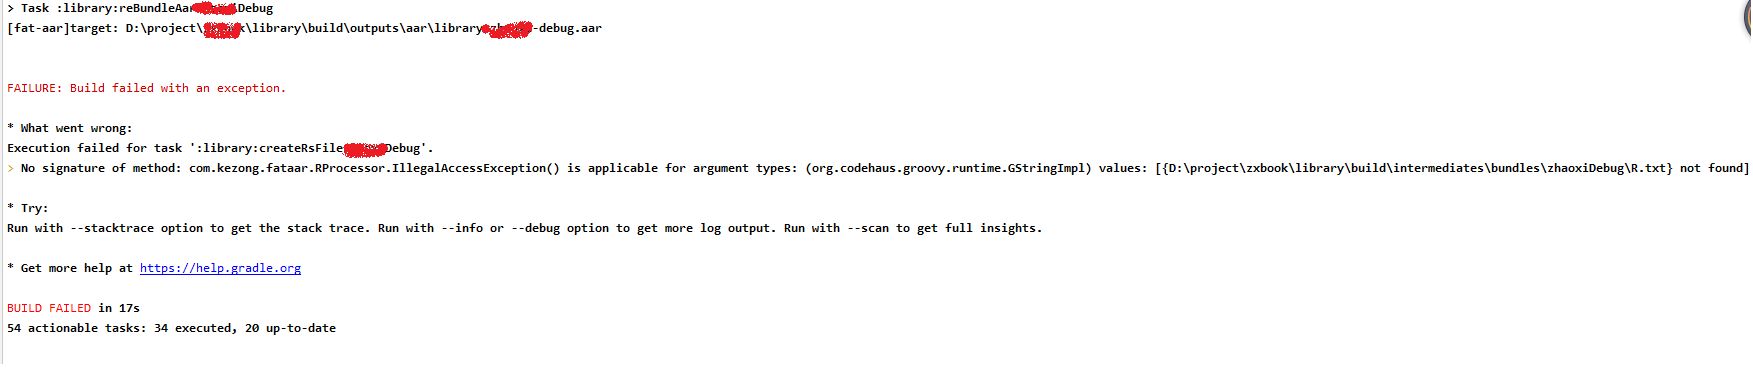 > Task :library:reBundleAar Debug
[fat-aar]target: D:\project\ \library\build\outputs\aar\library -debug.aar
FAILURE: Build failed with an exception.
* What went wrong:
Execution failed for task ':library:createRsFile Debug'.
> No signature of method: com.kezong.fataar.RProcessor.IllegalAccessException() is applicable for argument types: (org.codehaus.groovy.runtime.GStringImpl) values: [{D:\project\zxbook\library\build\intermediates\bundles\zhaoxiDebug\R.txt} not found]
* Try:
Run with --stacktrace option to get the stack trace. Run with --info or --debug option to get more log output. Run with --scan to get full insights.
* Get more help at https://help.gradle.org
BUILD FAILED in 17s
54 actionable tasks: 34 executed, 20 up-to-date